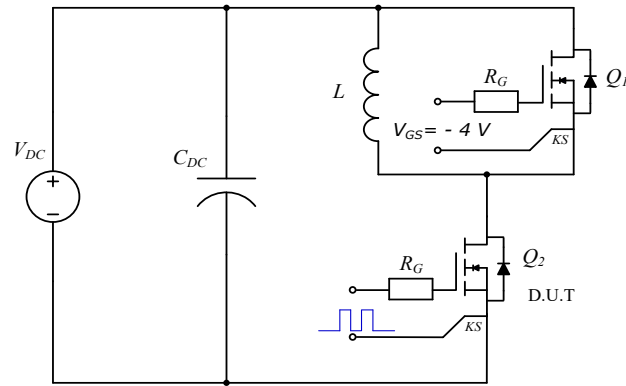 R_G
Q_1
L
V_GS = - 4 V
KS
V_DC
C_DC
R_G
Q_2
D.U.T
KS